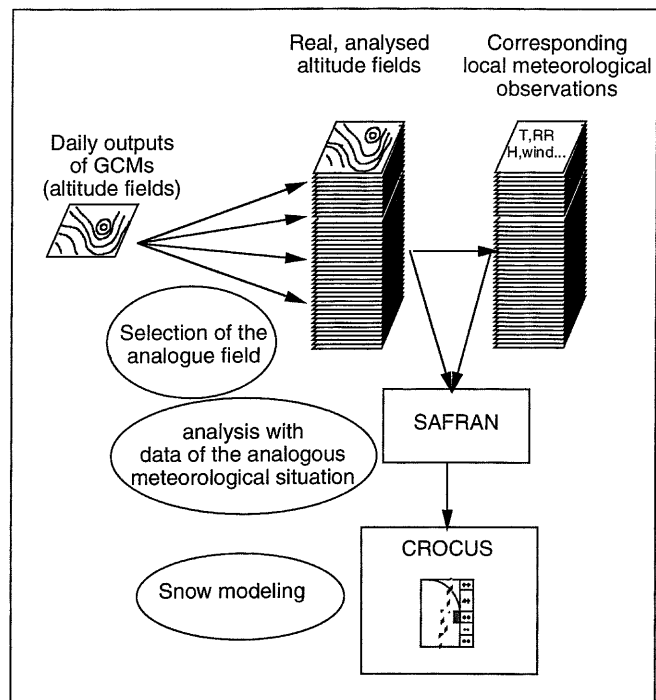 Real, analysed
altitude fields
Corresponding
local meteorological
observations
Daily outputs
of GCMs
(altitude fields)
T,RR
H,wind...
Selection of the
analogue field
SAFRAN
analysis with
data of the analogous
meteorological situation
CROCUS
Snow modeling